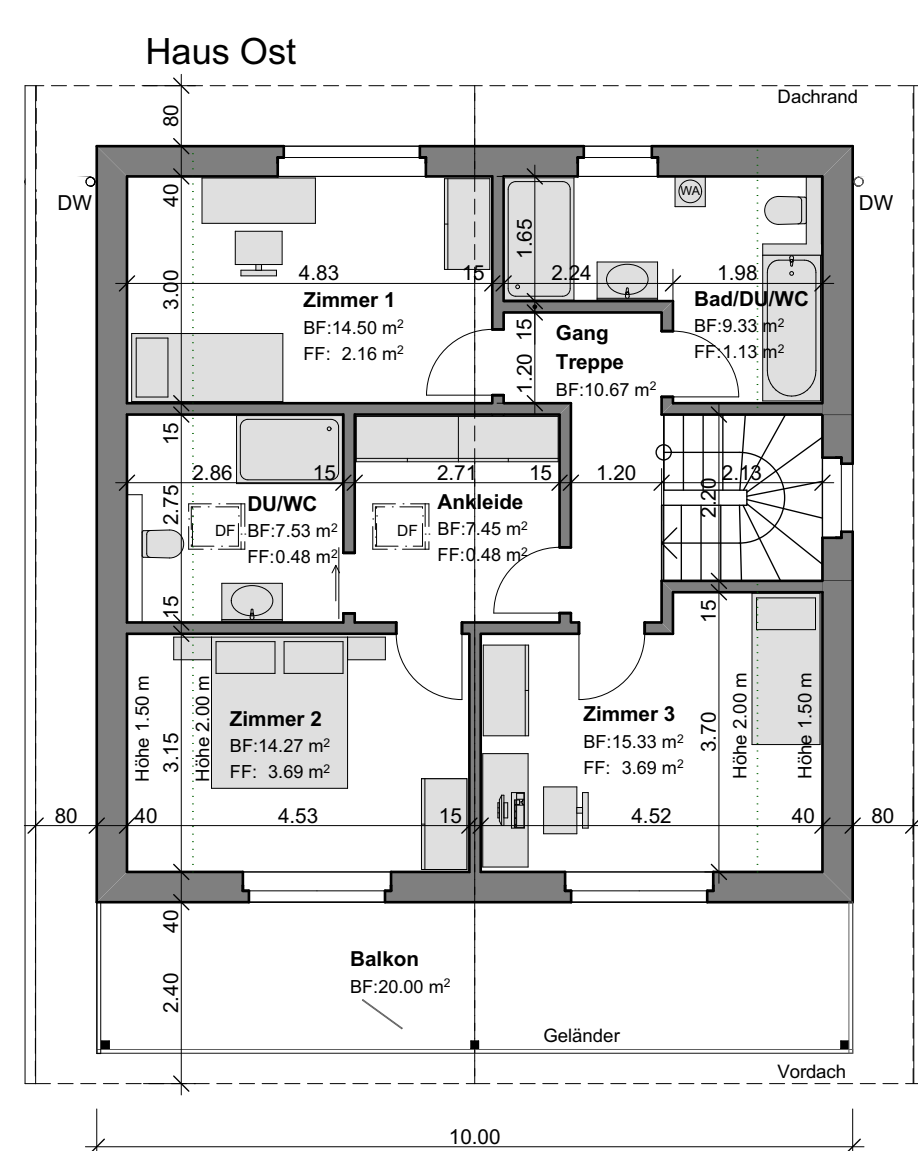 Haus Ost
Dachrand
80
DW
DW
40
WA
1.65
4.83
15
2.24
1.98
3.00
Zimmer 1
BF:14.50 m²
FF: 2.16 m²
Bad/DU/WC
BF:9.33 m²
FF:1.13 m²
15
Gang
Treppe
BF:10.67 m²
1.20
15
2.86
15
2.71
15
1.20
2.13
2.20
2.75
DF
DU/WC
BF:7.53 m²
FF:0.48 m²
DF
Ankleide
BF:7.45 m²
FF:0.48 m²
15
15
Höhe 1.50 m
3.15
Höhe 2.00 m
Zimmer 2
BF:14.27 m²
FF: 3.69 m²
Zimmer 3
BF:15.33 m²
FF: 3.69 m²
3.70
Höhe 2.00 m
Höhe 1.50 m
80
40
4.53
15
4.52
40
80
40
2.40
Balkon
BF:20.00 m²
Geländer
Vordach
10.00